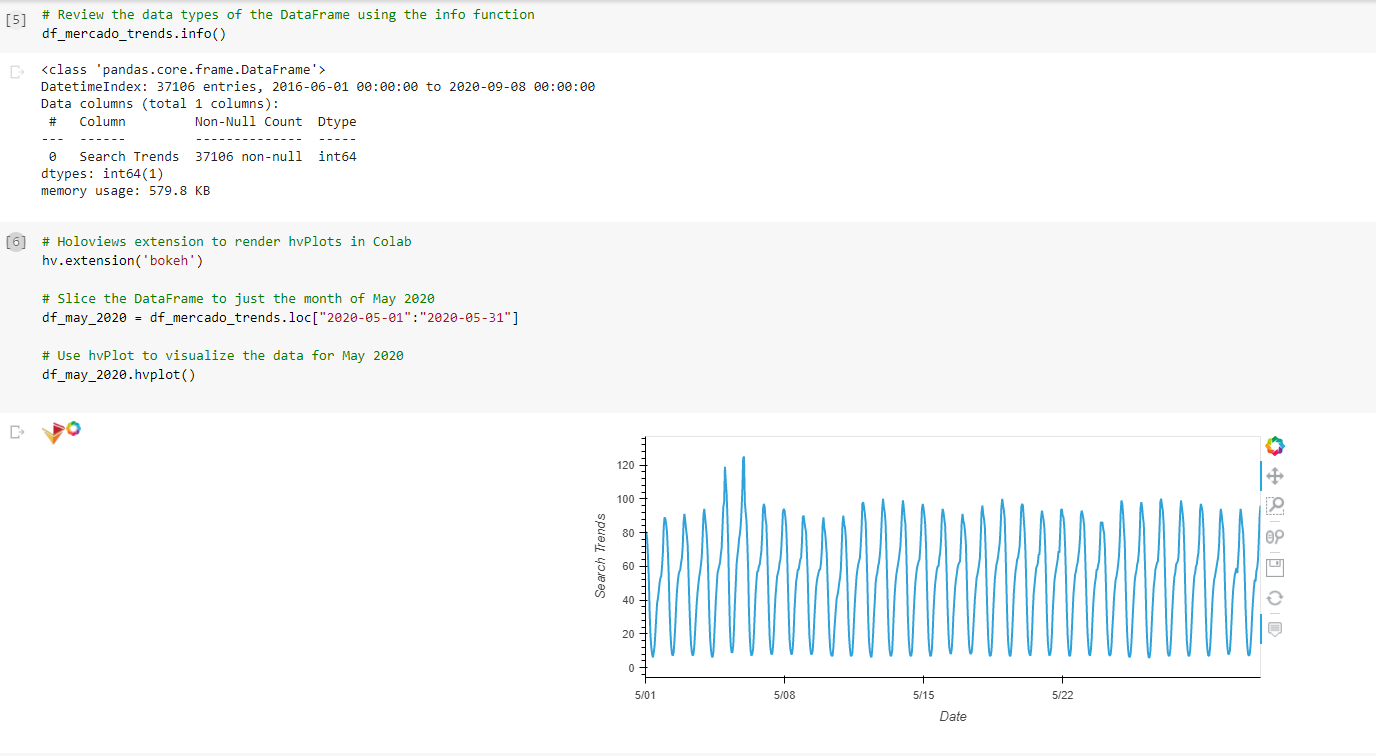 [5]
# Review the data types of the DataFrame using the info function
df_mercado_trends.info()
<class 'pandas.core.frame.DataFrame'>
DatetimeIndex: 37106 entries, 2016-06-01 00:00:00 to 2020-09-08 00:00:00
Data columns (total 1 columns):
 #   Column         Non-Null Count  Dtype
---  ------         --------------  -----
 0   Search Trends  37106 non-null  int64
dtypes: int64(1)
memory usage: 579.8 KB
[6]
# Holoviews extension to render hvPlots in Colab
hv.extension('bokeh')
# Slice the DataFrame to just the month of May 2020
df_may_2020 = df_mercado_trends.loc["2020-05-01":"2020-05-31"]
# Use hvPlot to visualize the data for May 2020
df_may_2020.hvplot()
Search Trends
120
100
80
60
40
20
0
5/01 5/08 5/15 5/22
Date